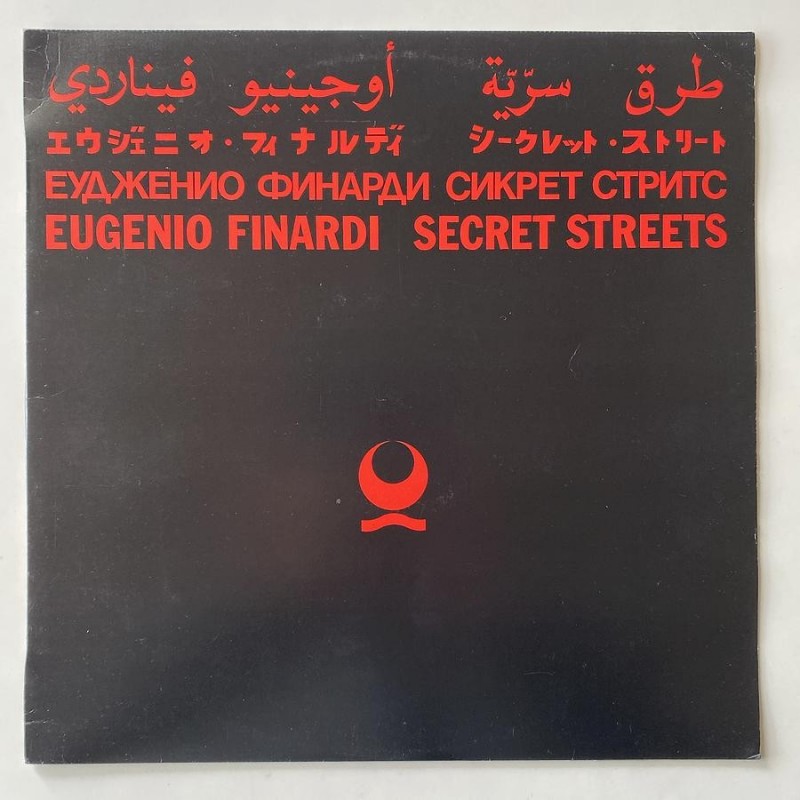 طرق سرّيّة أوجينيو فيناردي
エウジェニオ・フィナルディ シークレット・ストリート
ЕУДЖЕНИО ФИНАРДИ СИКРЕТ СТРИТС
EUGENIO FINARDI SECRET STREETS